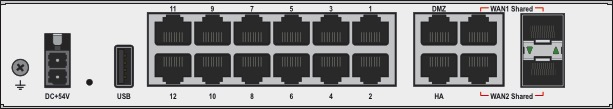 11 9 7 5 3 1 DMZ WAN1 Shared
DC+54V USB 12 10 8 6 4 2 HA WAN2 Shared